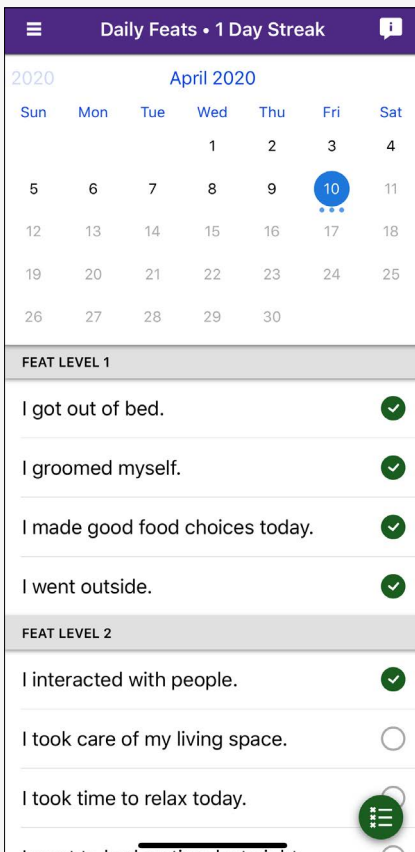 Daily Feats • 1 Day Streak
2020 April 2020
Sun Mon Tue Wed Thu Fri Sat
1 2 3 4
5 6 7 8 9 10 11
12 13 14 15 16 17 18
19 20 21 22 23 24 25
26 27 28 29 30
FEAT LEVEL 1
I got out of bed.
I groomed myself.
I made good food choices today.
I went outside.
FEAT LEVEL 2
I interacted with people.
I took care of my living space.
I took time to relax today.